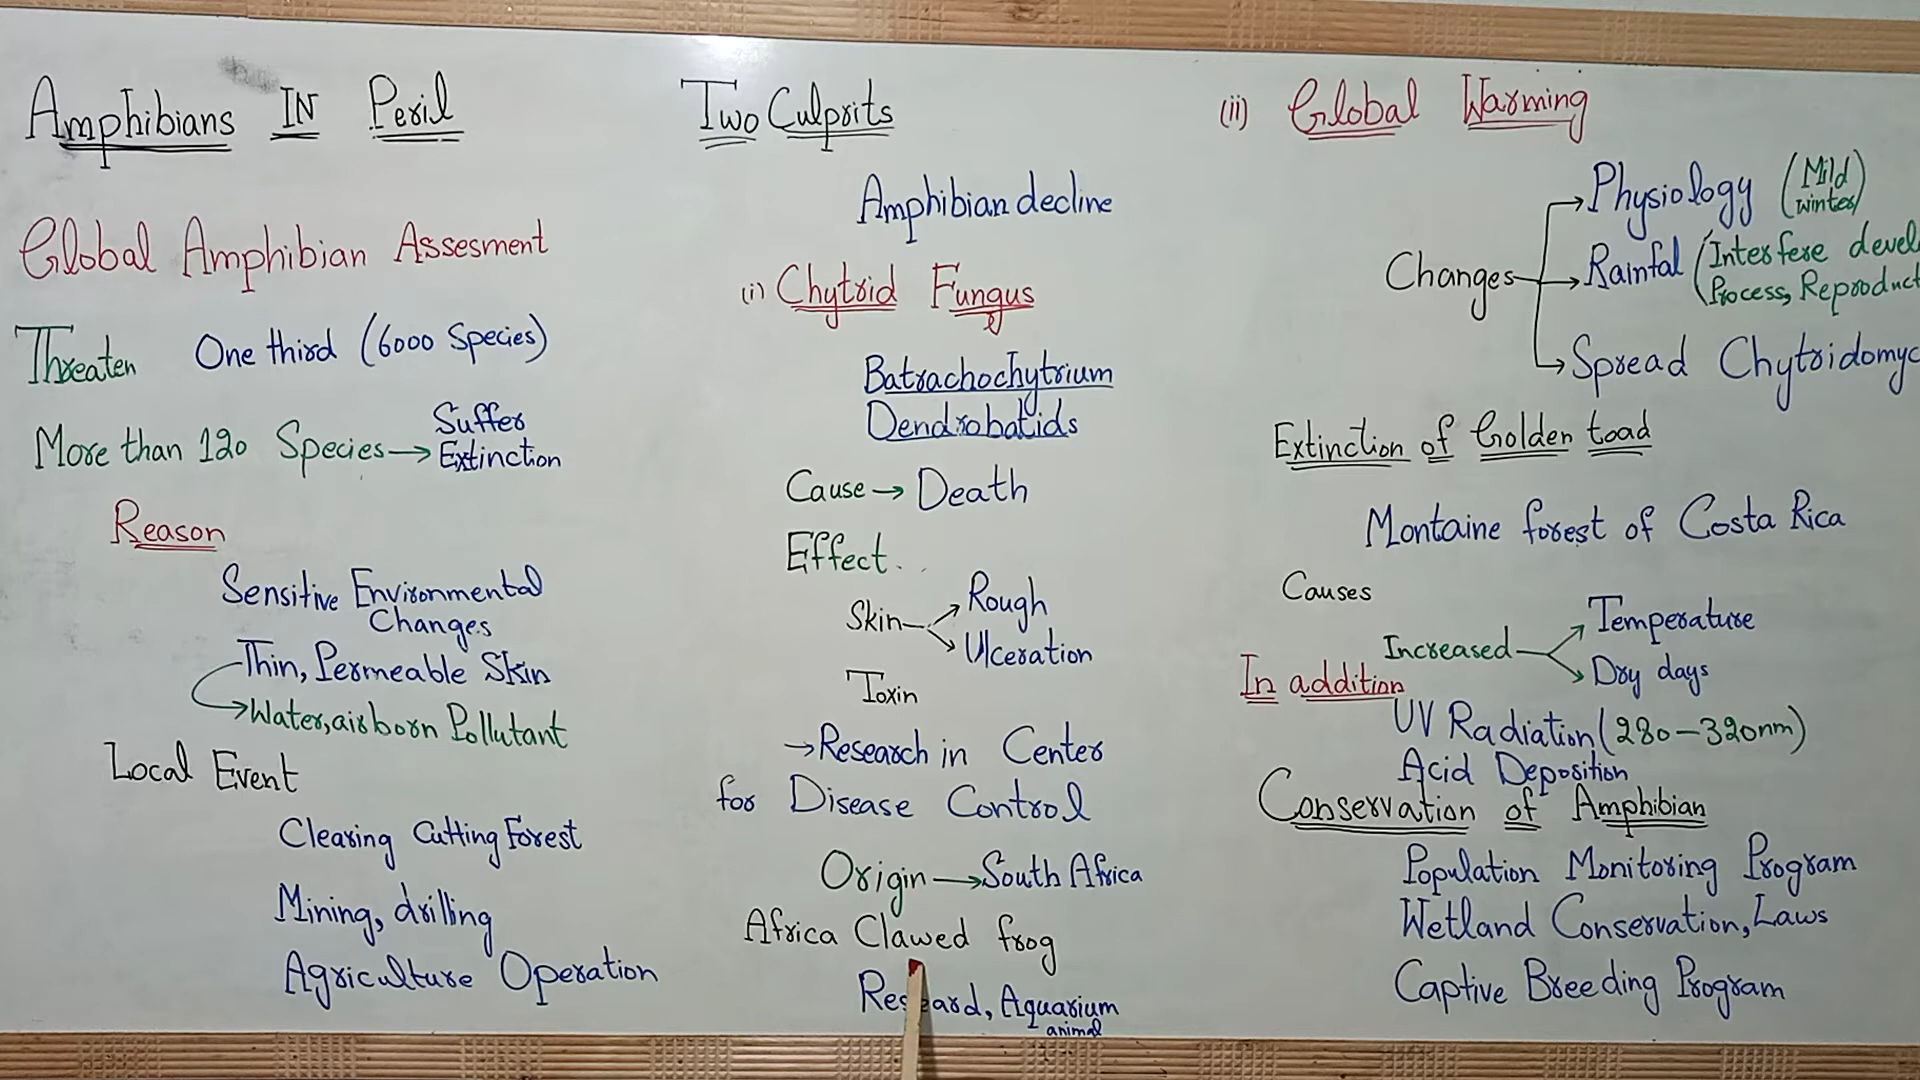 Amphibians IN Peril
Global Amphibian Assesment
Threaten One third (6000 Species)
More than 120 Species → Suffer
Extinction
Reason
Sensitive Environmental
Changes
Thin, Permeable Skin
→ Water, airborn Pollutant
Local Event
Clearing Cutting Forest
Mining, drilling
Agriculture Operation
Two Culprits
Amphibian decline
(i) Chytrid Fungus
Batrachochytrium
Dendrobatids
Cause → Death
Effect
Skin → Rough
→ Ulceration
Toxin
→ Research in Center
for Disease Control
Origin → South Africa
Africa Clawed frog
Aquarium
animal
(ii) Global Warming
Changes → Physiology (Mild
winter)
→ Rainfal (Interfere devel
Process, Reproduct
→ Spread Chytridomyc
Extinction of Golden toad
Montaine forest of Costa Rica
Causes
Increased → Temperature
→ Dry days
In addition
UV Radiation (280-320nm)
Acid Deposition
Conservation of Amphibian
Population Monitoring Program
Wetland Conservation, Laws
Captive Breeding Program